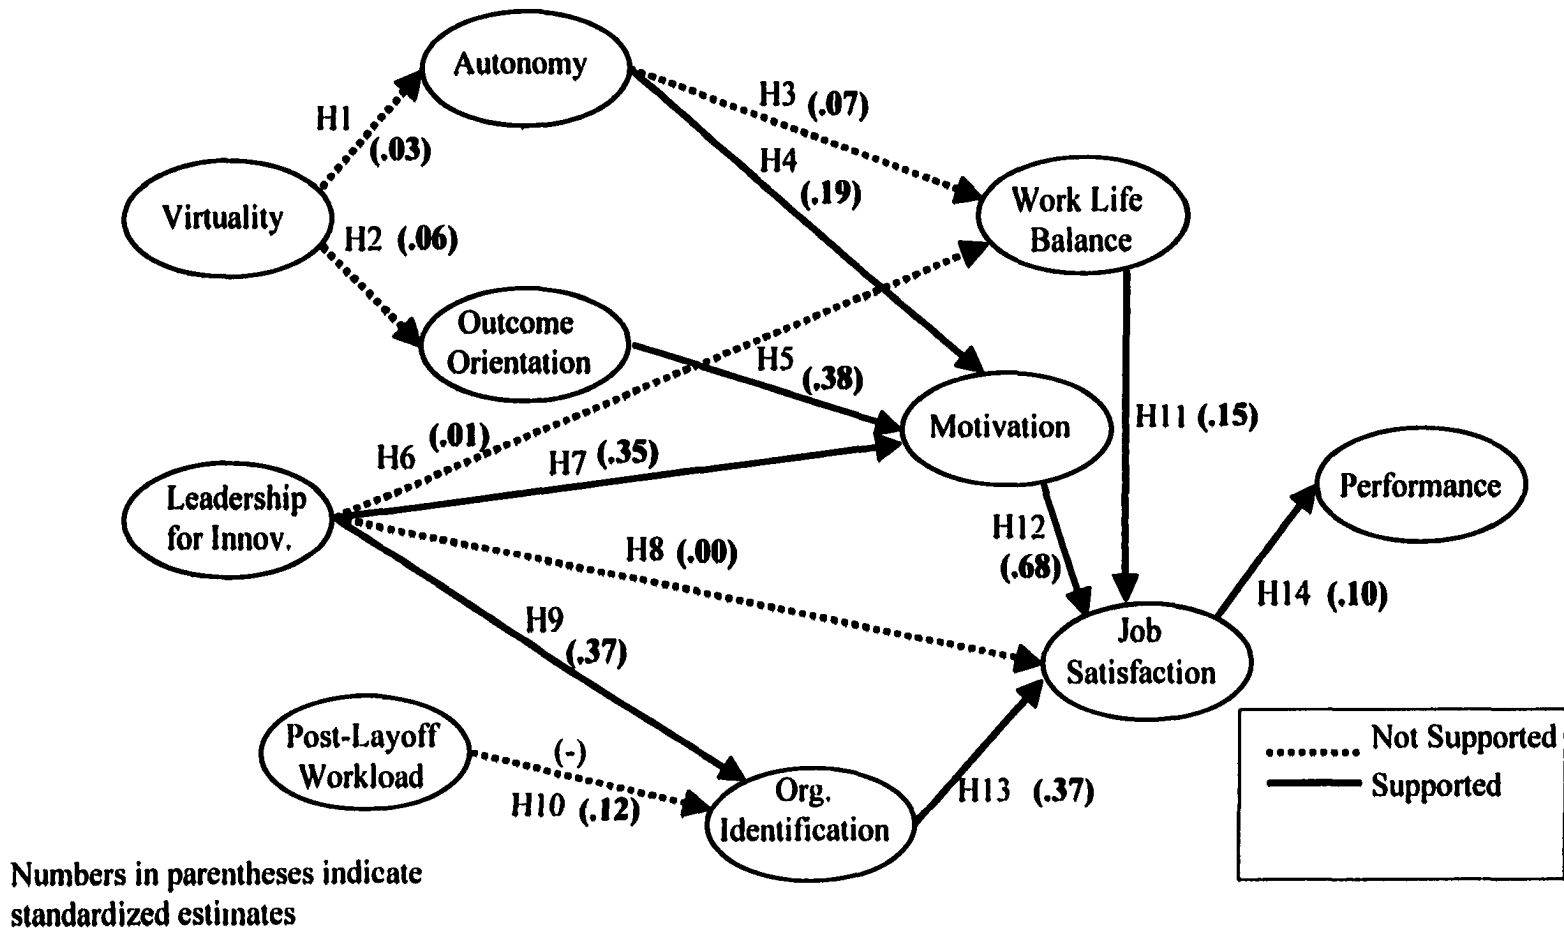 Autonomy
H3 (.07)
H1
(.03)
H4
(.19)
Virtuality
Work Life
Balance
H2 (.06)
Outcome
Orientation
H5
(.38)
Motivation
H11 (.15)
H6 (.01)
H7 (.35)
Leadership
for Innov.
Performance
H12
(.68)
H8 (.00)
H14 (.10)
H9
(.37)
Job
Satisfaction
Post-Layoff
Workload
(-)
H10 (.12)
Org.
Identification
H13 (.37)
Not Supported
Supported
Numbers in parentheses indicate
standardized estimates